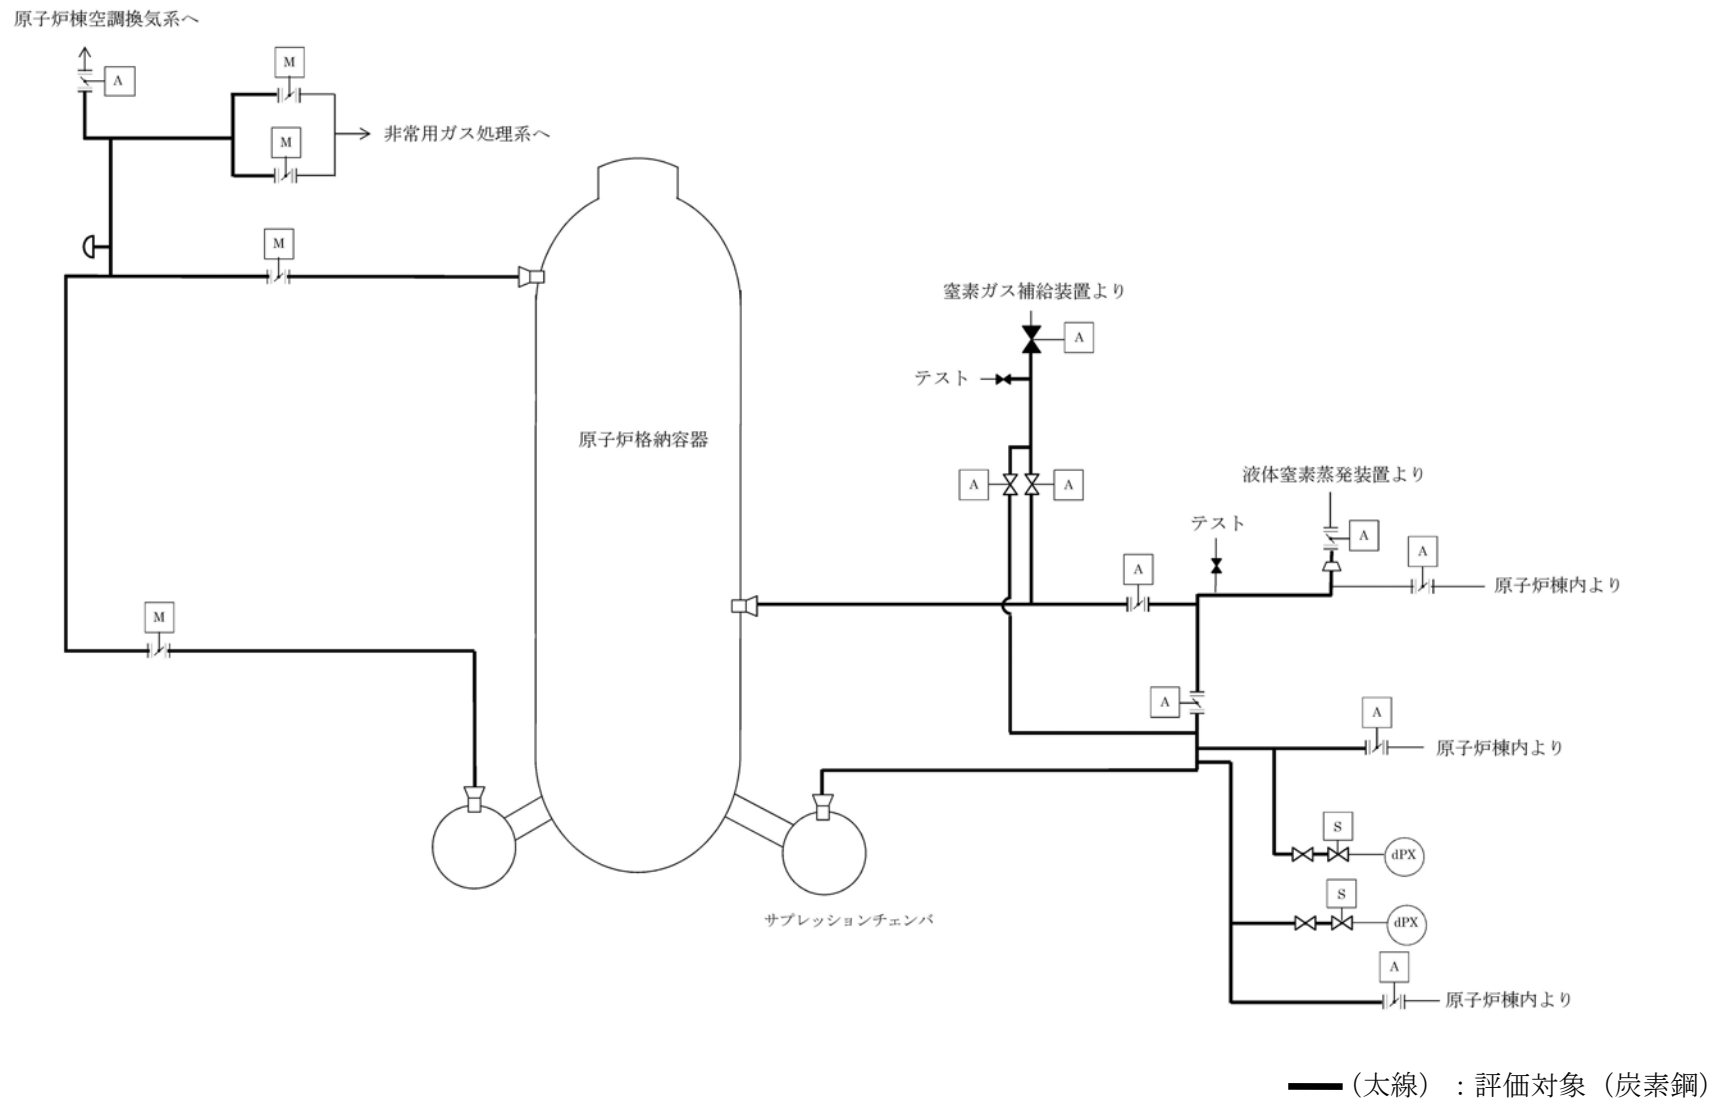 原子炉棟空調換気系へ
M
A
非常用ガス処理系へ
M
M
窒素ガス補給装置より
A
テスト
原子炉格納容器
液体窒素蒸発装置より
A
A
テスト
A
A
A
原子炉棟内より
M
A
A
原子炉棟内より
S
dPX
S
dPX
サプレッションチェンバ
A
原子炉棟内より
(太線)：評価対象（炭素鋼）